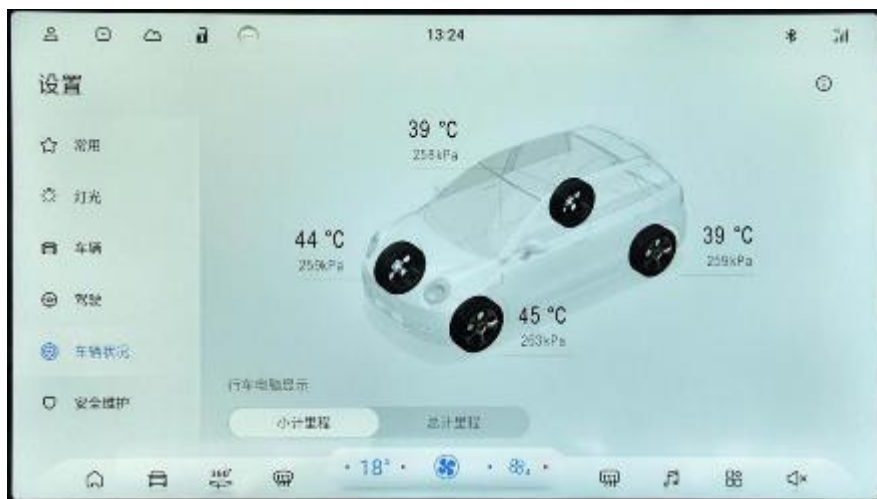 13:24
设置
常用
灯光
车辆
驾驶
车辆状况
安全维护
39 °C
258kPa
44 °C
259kPa
39 °C
259kPa
45 °C
263kPa
行车电脑显示
小计里程
总计里程
360°
18°